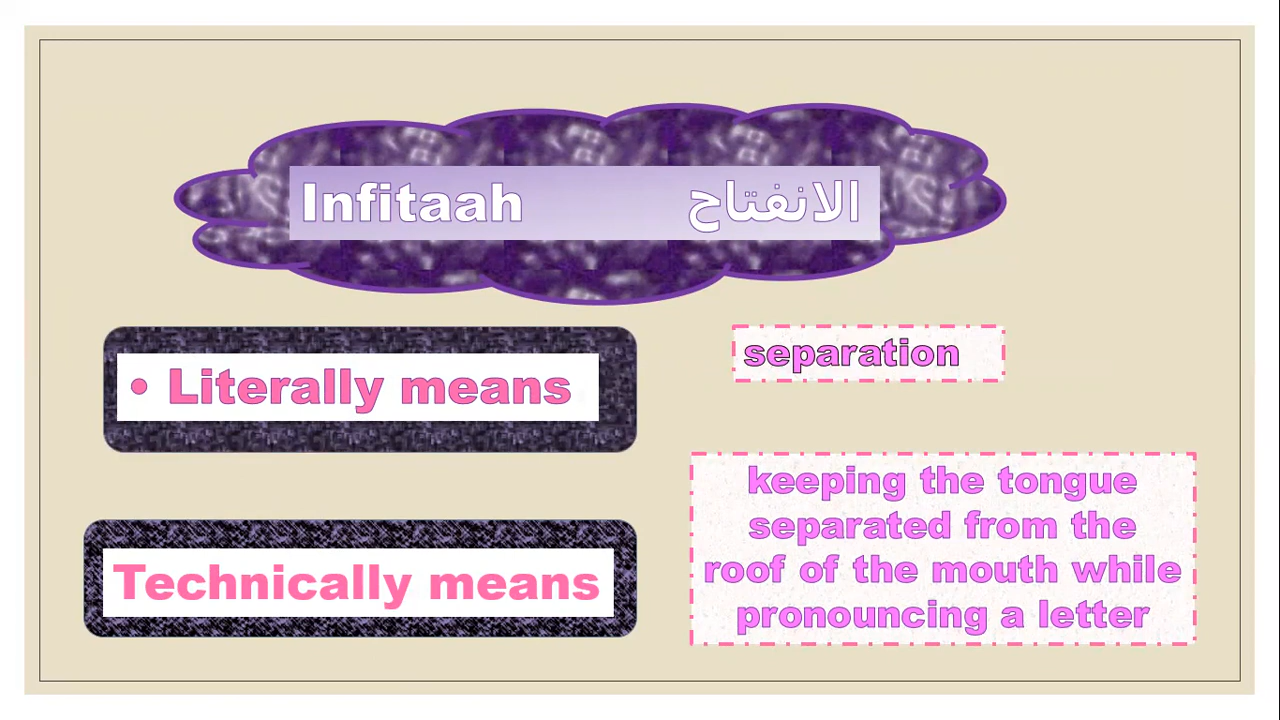 Infitaah الانفتاح
• Literally means
separation
Technically means
keeping the tongue
separated from the
roof of the mouth while
pronouncing a letter